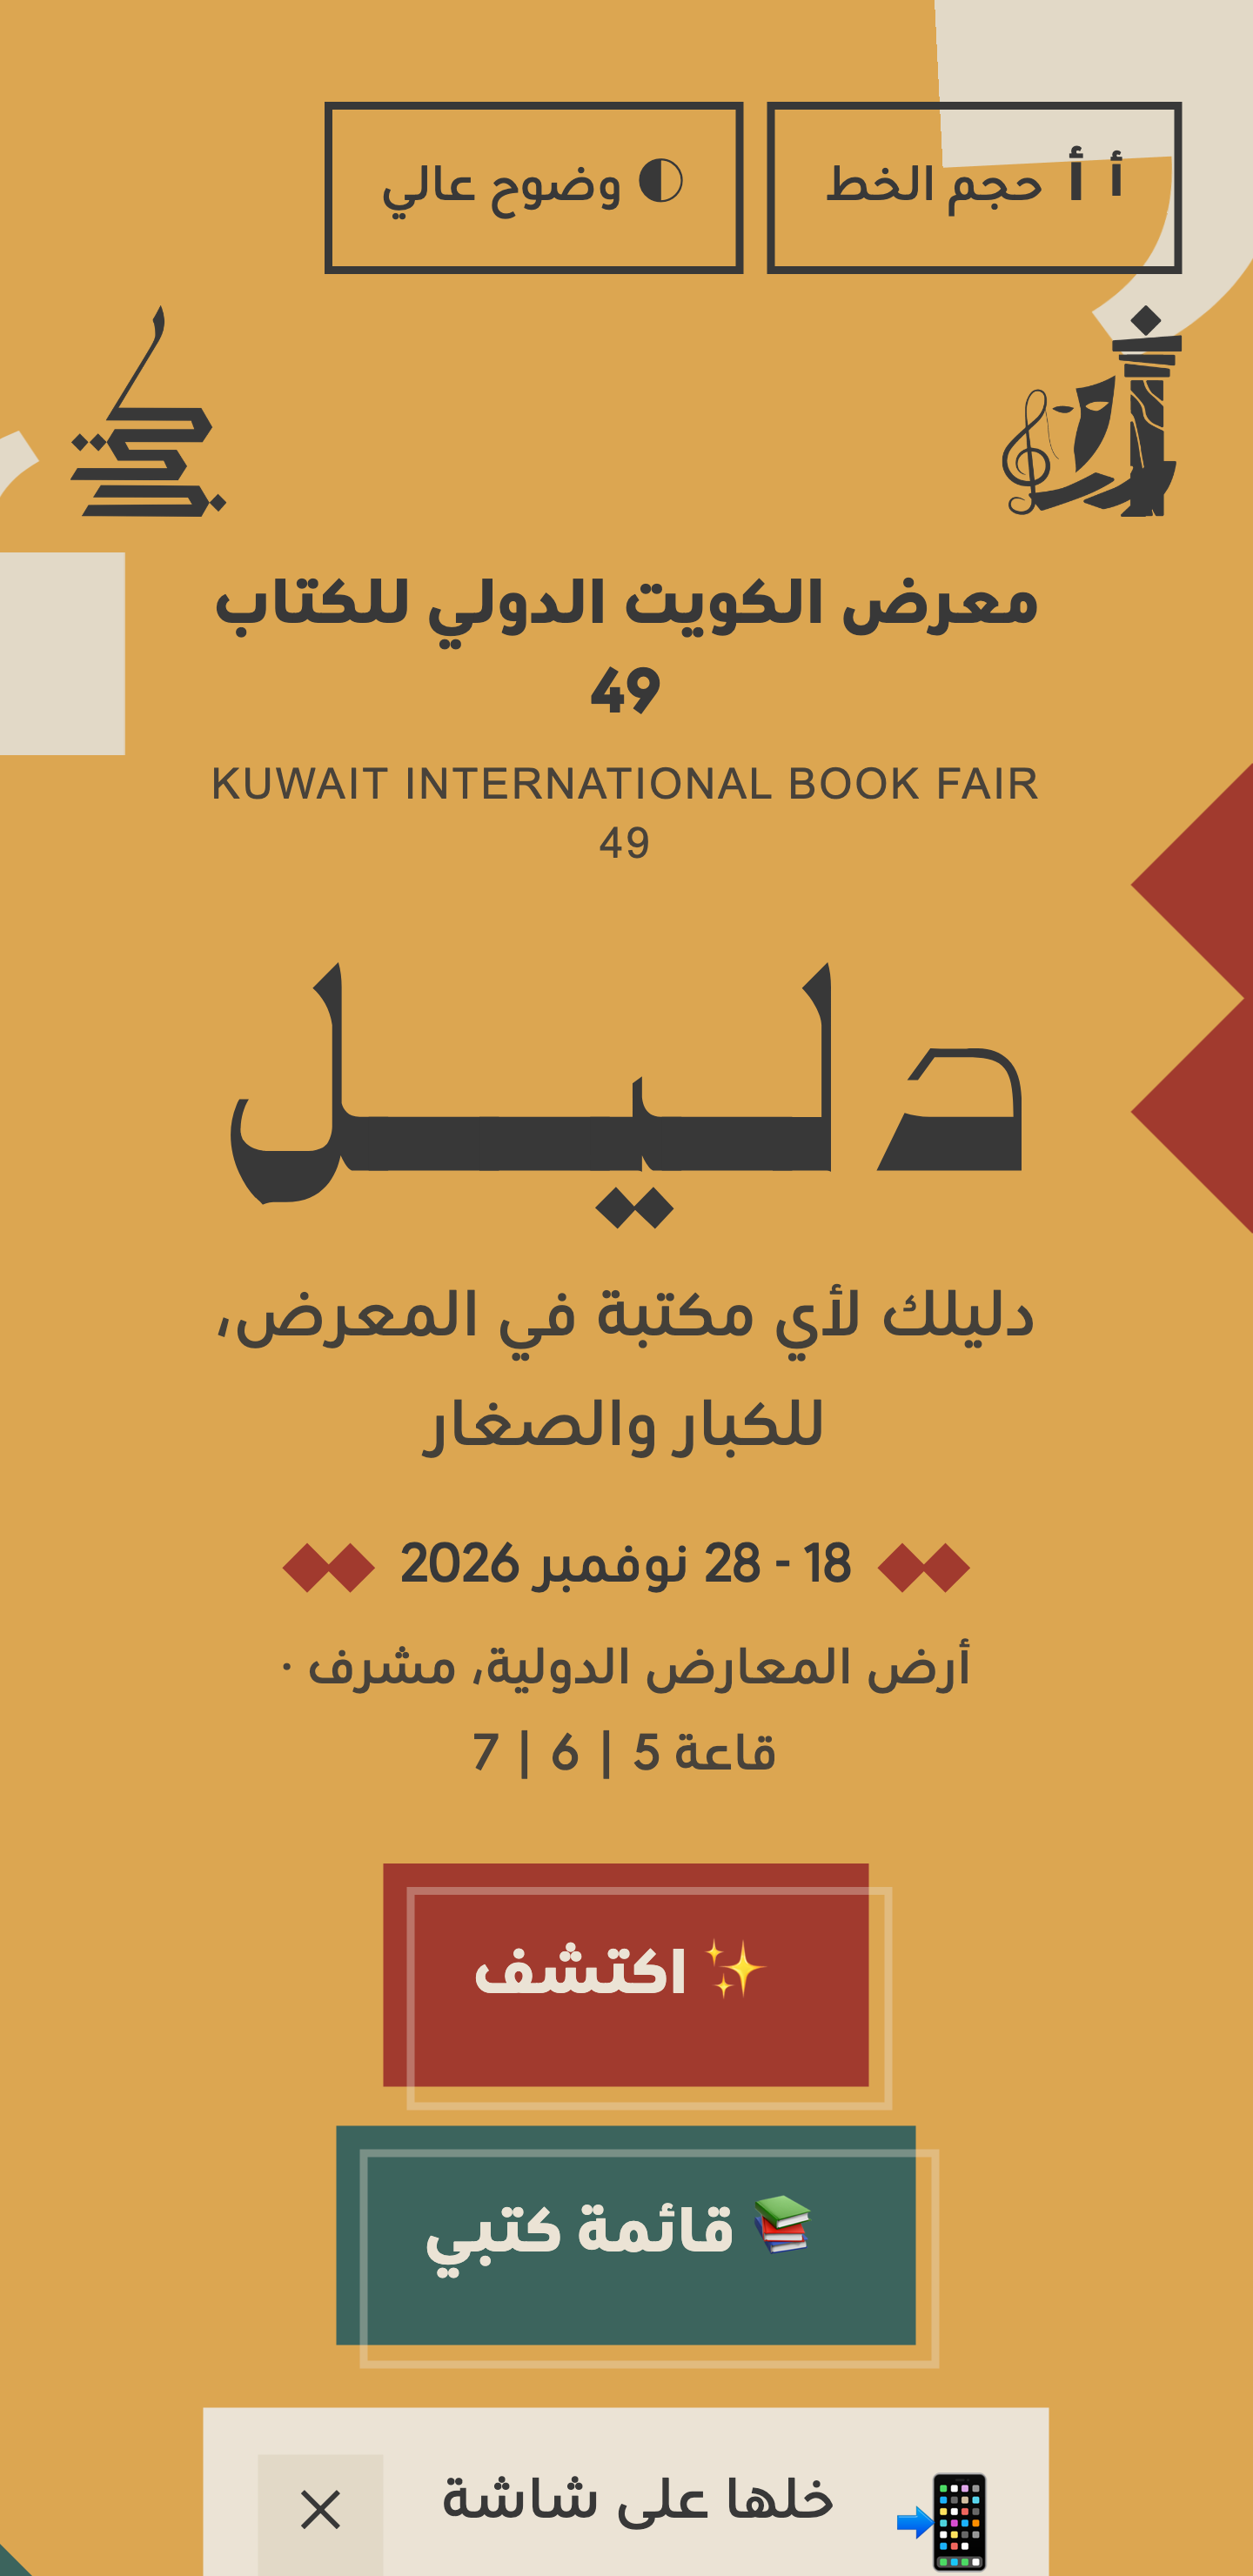 أ أ حجم الخط
وضوح عالي
معرض الكويت الدولي للكتاب
49
KUWAIT INTERNATIONAL BOOK FAIR
49
دليل
دليلك لأي مكتبة في المعرض،
للكبار والصغار
18 - 28 نوفمبر 2026
أرض المعارض الدولية، مشرف ·
قاعة 5 | 6 | 7
اكتشف
قائمة كتبي
خلها على شاشة